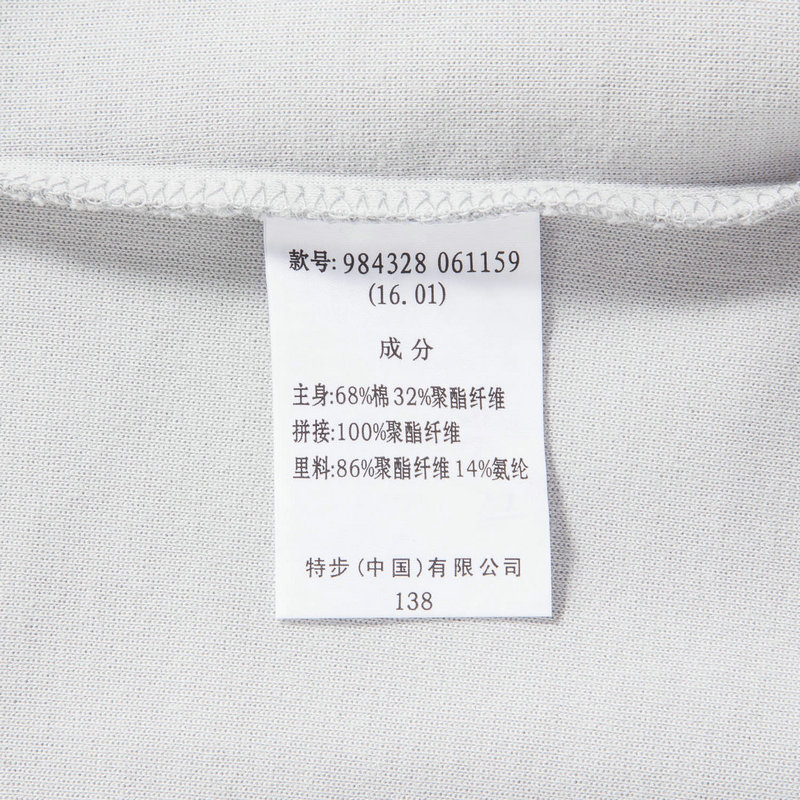 款号:984328 061159
(16.01)
成分
主身:68%棉 32%聚酯纤维
拼接:100%聚酯纤维
里料:86%聚酯纤维 14%氨纶
特步(中国)有限公司
138